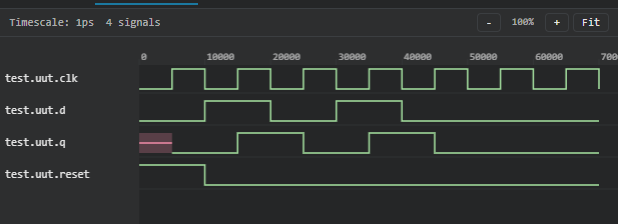 Timescale: 1ps 4 signals - 100% + Fit
0 10000 20000 30000 40000 50000 60000 7000
test.uut.clk
test.uut.d
test.uut.q
test.uut.reset